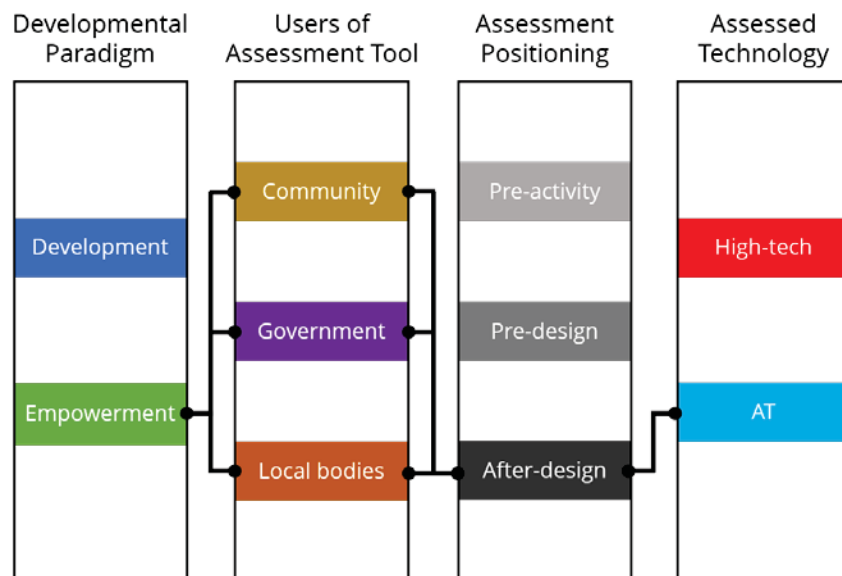 Developmental
Paradigm
Users of
Assessment Tool
Assessment
Positioning
Assessed
Technology
Development
Empowerment
Community
Government
Local bodies
Pre-activity
Pre-design
After-design
High-tech
AT